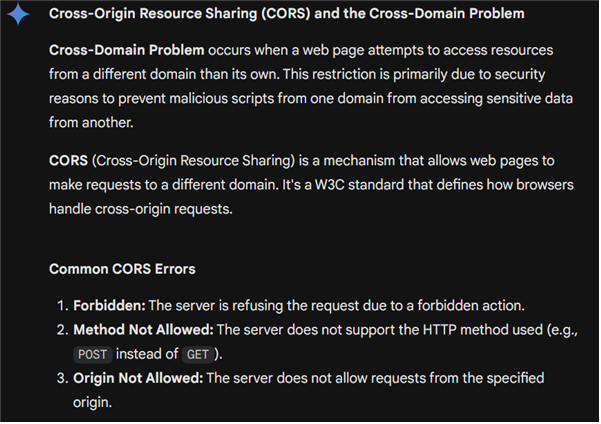 Cross-Origin Resource Sharing (CORS) and the Cross-Domain Problem
Cross-Domain Problem occurs when a web page attempts to access resources
from a different domain than its own. This restriction is primarily due to security
reasons to prevent malicious scripts from one domain from accessing sensitive data
from another.
CORS (Cross-Origin Resource Sharing) is a mechanism that allows web pages to
make requests to a different domain. It's a W3C standard that defines how browsers
handle cross-origin requests.
Common CORS Errors
1. Forbidden: The server is refusing the request due to a forbidden action.
2. Method Not Allowed: The server does not support the HTTP method used (e.g.,
POST instead of GET ).
3. Origin Not Allowed: The server does not allow requests from the specified
origin.